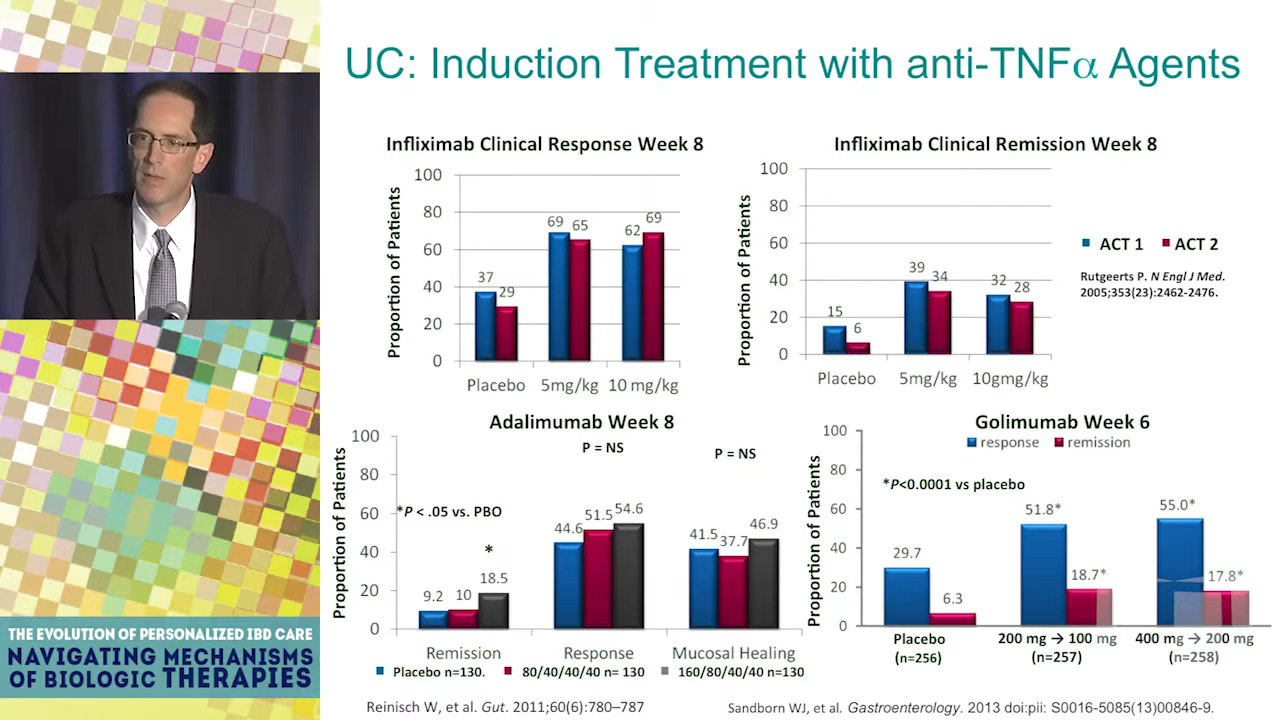 UC: Induction Treatment with anti-TNFα Agents
Infliximab Clinical Response Week 8
Proportion of Patients
100
80
60
40
20
0
37
29
69
65
62
69
Placebo
5mg/kg
10 mg/kg
Infliximab Clinical Remission Week 8
Proportion of Patients
100
80
60
40
20
0
15
6
39
34
32
28
Placebo
5mg/kg
10gmg/kg
ACT 1
ACT 2
Rutgeerts P. N Engl J Med.
2005;353(23):2462-2476.
Adalimumab Week 8
Proportion of Patients
100
80
60
40
20
0
P = NS
P = NS
*P < .05 vs. PBO
*
9.2
10
18.5
44.6
51.5
54.6
41.5
37.7
46.9
Remission
Response
Mucosal Healing
Placebo n=130.
80/40/40/40 n= 130
160/80/40/40 n=130
Reinisch W, et al. Gut. 2011;60(6):780–787
Golimumab Week 6
response
remission
Proportion of Patients
100
80
60
40
20
0
*P<0.0001 vs placebo
29.7
6.3
51.8*
18.7*
55.0*
17.8*
Placebo
(n=256)
200 mg → 100 mg
(n=257)
400 mg → 200 mg
(n=258)
Sandborn WJ, et al. Gastroenterology. 2013 doi:pii: S0016-5085(13)00846-9.
THE EVOLUTION OF PERSONALIZED IBD CARE
NAVIGATING MECHANISMS
OF BIOLOGIC THERAPIES